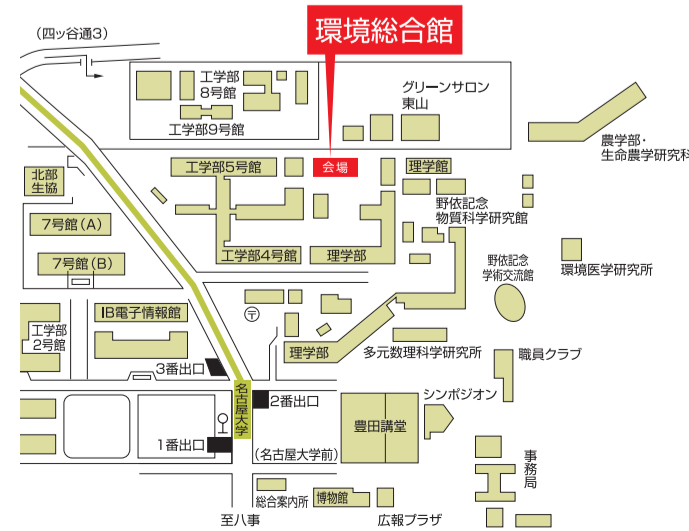 環境総合館
(四ッ谷通3)
工学部
8号館
工学部9号館
グリーンサロン
東山
農学部・
生命農学研究科
工学部5号館
会場
理学館
北部
生協
野依記念
物質科学研究館
7号館(A)
7号館(B)
工学部4号館
理学部
野依記念
学術交流館
環境医学研究所
IB電子情報館
〒
工学部
2号館
理学部
多元数理科学研究所
職員クラブ
3番出口
名古屋大学
2番出口
シンポジオン
豊田講堂
1番出口
(名古屋大学前)
事務局
総合案内所
博物館
至八事
広報プラザ